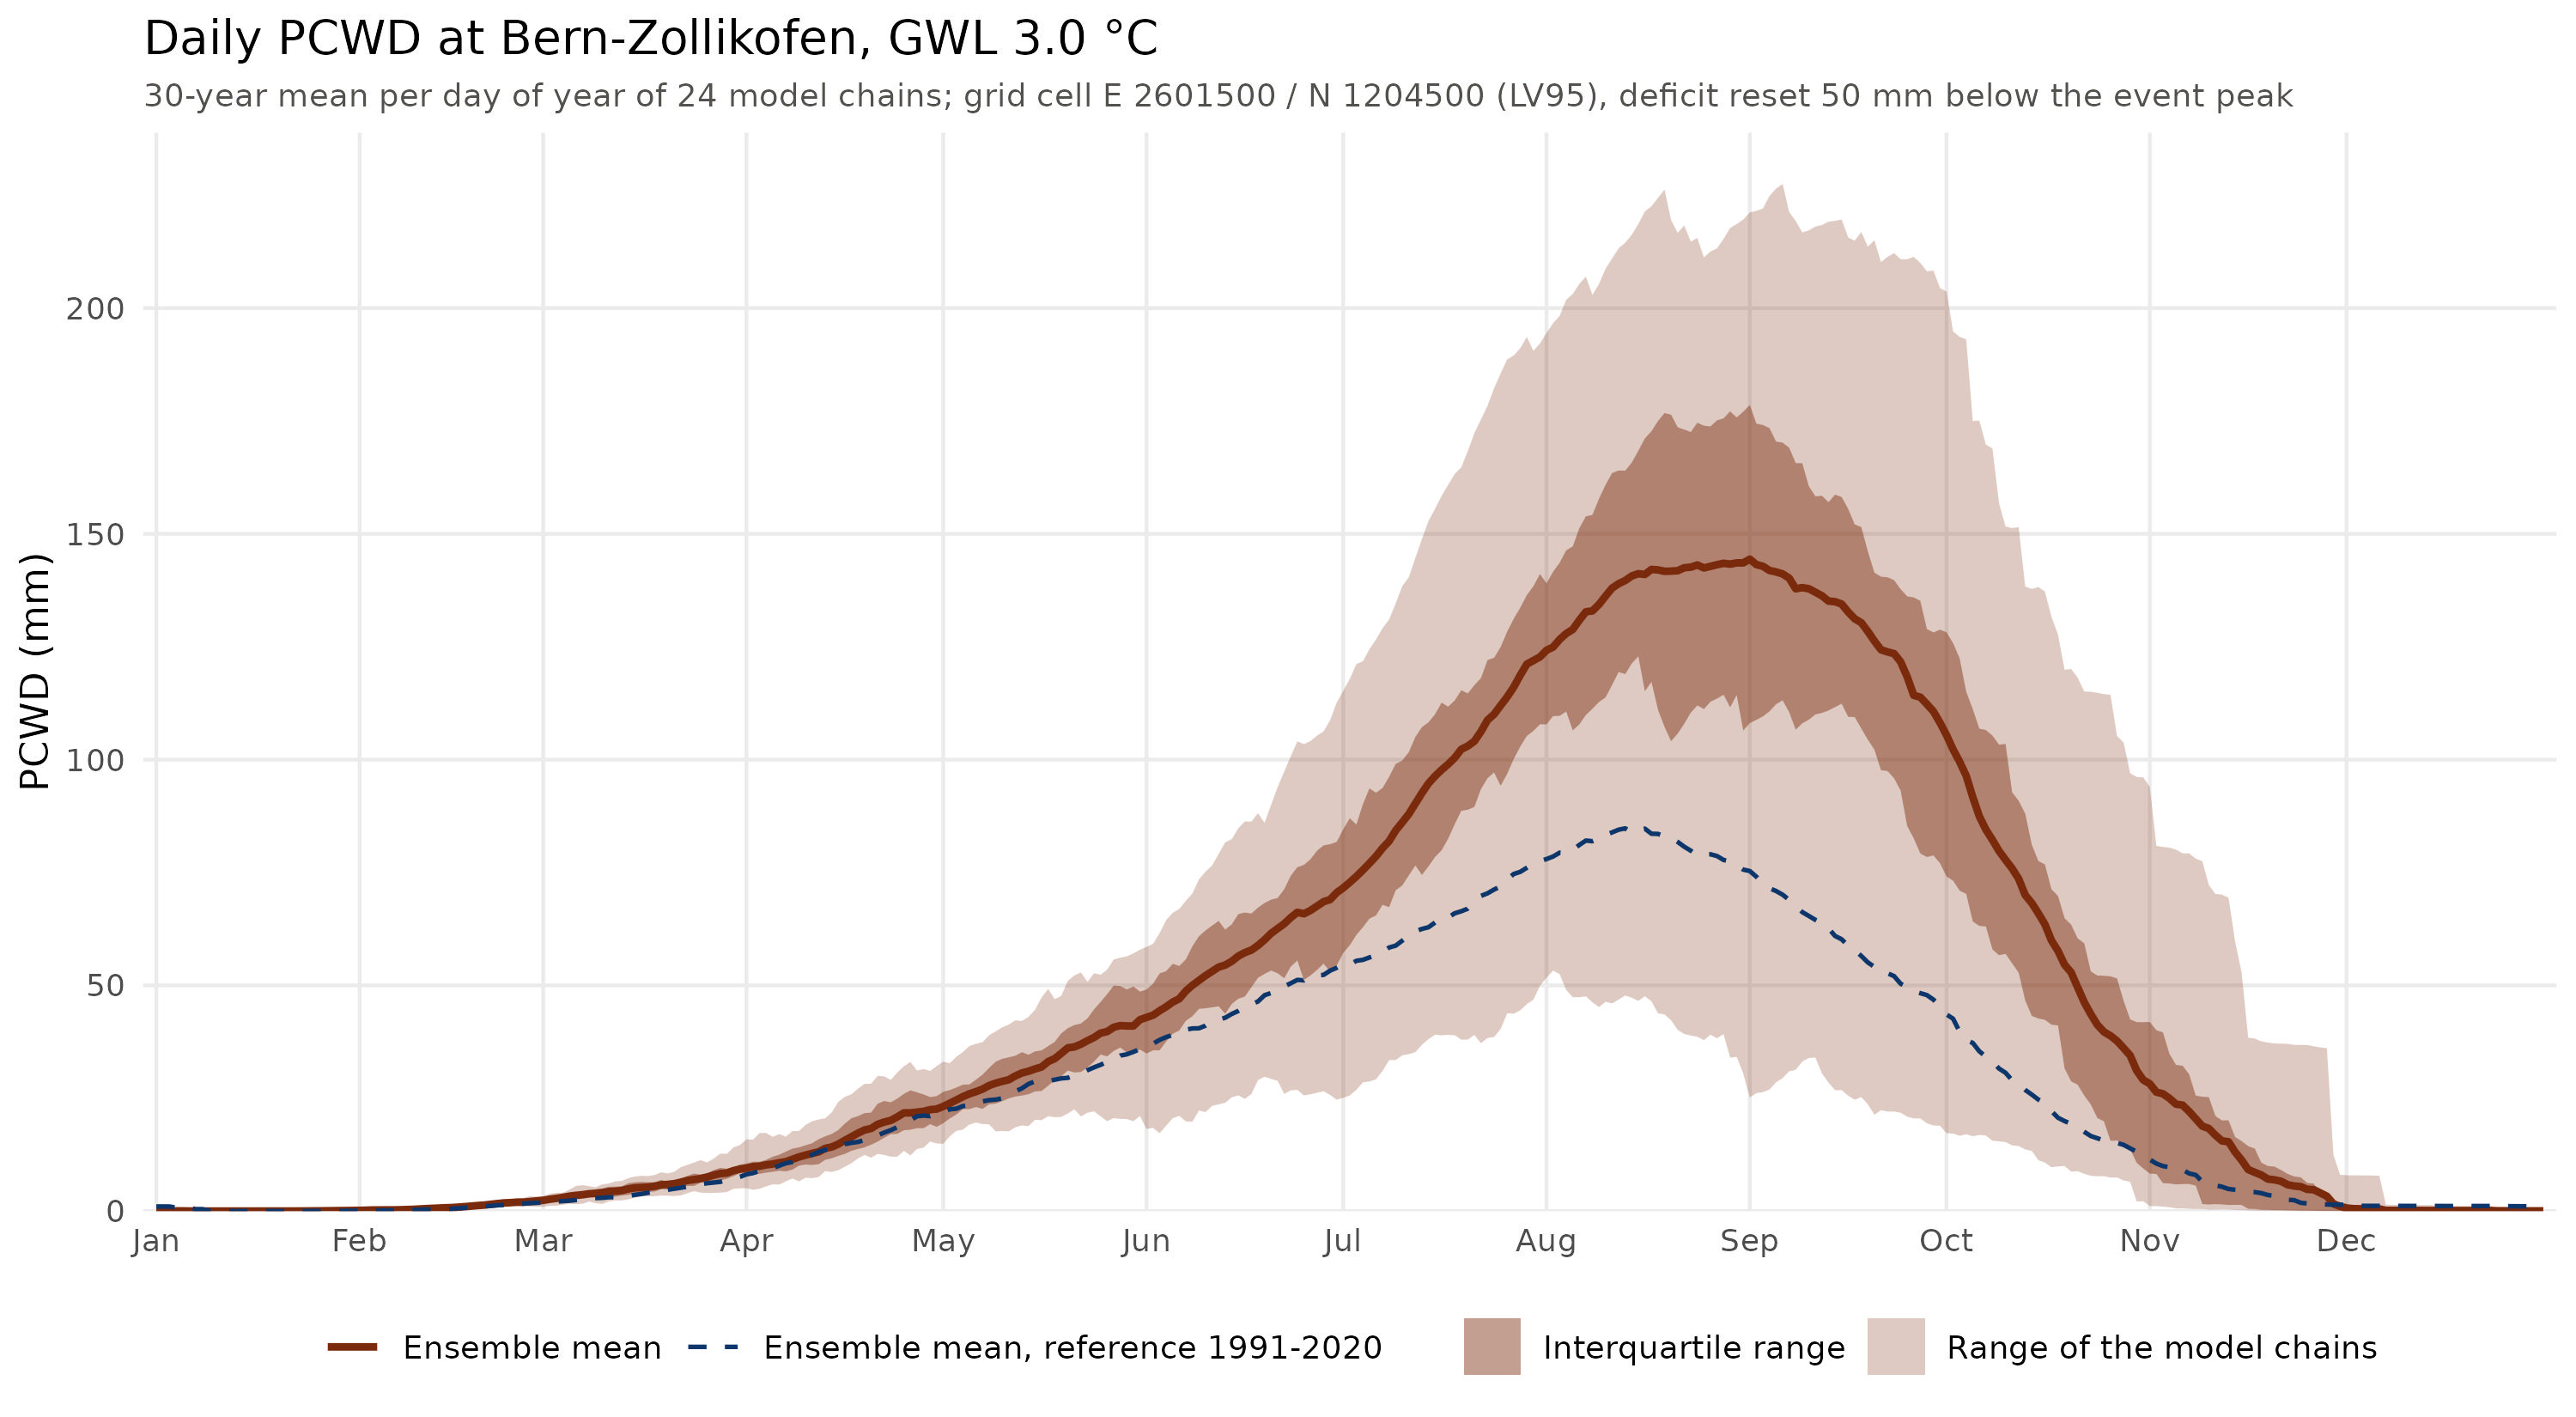 Daily PCWD at Bern-Zollikofen, GWL 3.0 °C
30-year mean per day of year of 24 model chains; grid cell E 2601500 / N 1204500 (LV95), deficit reset 50 mm below the event peak
PCWD (mm)
200
150
100
50
0
Jan Feb Mar Apr May Jun Jul Aug Sep Oct Nov Dec
Ensemble mean Ensemble mean, reference 1991-2020 Interquartile range Range of the model chains